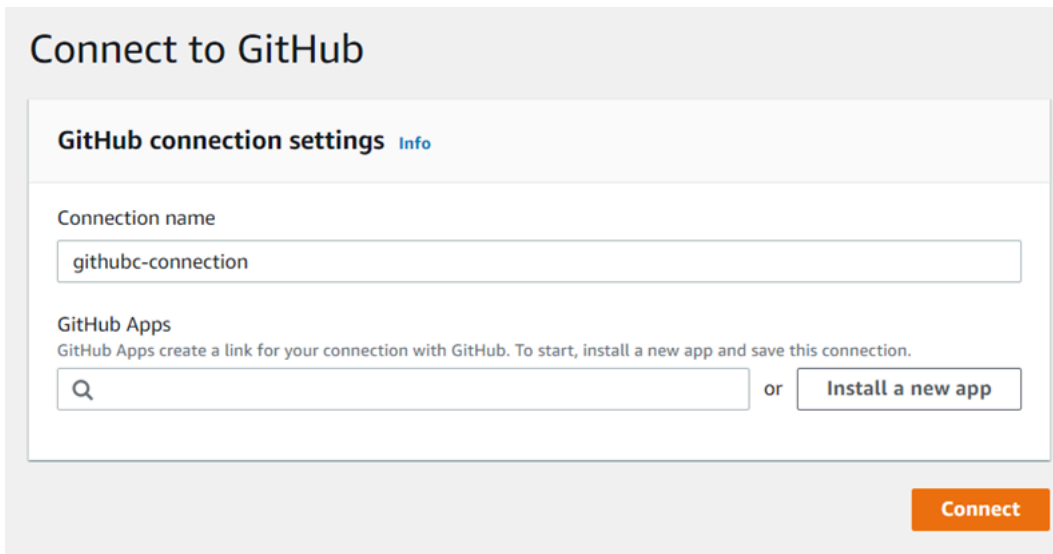 Connect to GitHub
GitHub connection settings Info
Connection name
githubc-connection
GitHub Apps
GitHub Apps create a link for your connection with GitHub. To start, install a new app and save this connection.
or Install a new app
Connect